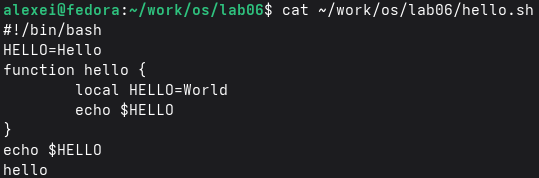 alexei@fedora:~/work/os/lab06$ cat ~/work/os/lab06/hello.sh
#!/bin/bash
HELLO=Hello
function hello {
        local HELLO=World
        echo $HELLO
}
echo $HELLO
hello